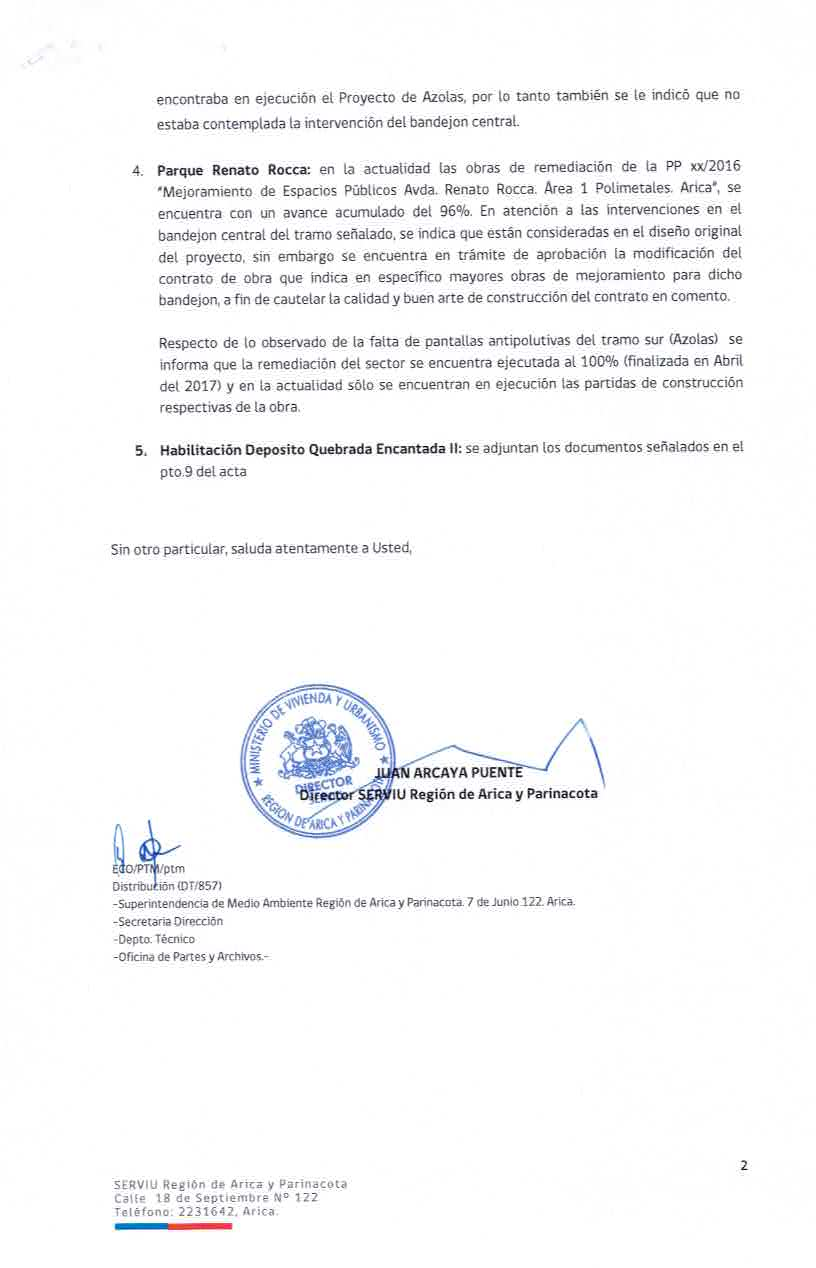 encontraba en ejecución el Proyecto de Azolas, por lo tanto también se le indicó que no
estaba contemplada la intervención del bandejon central.
4. Parque Renato Rocca: en la actualidad las obras de remediación de la PP xx/2016
"Mejoramiento de Espacios Públicos Avda. Renato Rocca. Área 1 Polimetales. Arica", se
encuentra con un avance acumulado del 96%. En atención a las intervenciones en el
bandejon central del tramo señalado, se indica que están consideradas en el diseño original
del proyecto, sin embargo se encuentra en trámite de aprobación la modificación del
contrato de obra que indica en específico mayores obras de mejoramiento para dicho
bandejon, a fin de cautelar la calidad y buen arte de construcción del contrato en comento.
Respecto de lo observado de la falta de pantallas antipolutivas del tramo sur (Azolas) se
informa que la remediación del sector se encuentra ejecutada al 100% (finalizada en Abril
del 2017) y en la actualidad sólo se encuentran en ejecución las partidas de construcción
respectivas de la obra.
5. Habilitación Deposito Quebrada Encantada II: se adjuntan los documentos señalados en el
pto.9 del acta
Sin otro particular, saluda atentamente a Usted,
MINISTERIO DE VIVIENDA Y URBANISMO
DIRECTOR
SERVIU
REGION DE ARICA Y PARINACOTA
JUAN ARCAYA PUENTE
Director SERVIU Región de Arica y Parinacota
ECO/PTM/ptm
Distribución (DT/857)
-Superintendencia de Medio Ambiente Región de Arica y Parinacota. 7 de Junio 122. Arica.
-Secretaria Dirección
-Depto. Técnico
-Oficina de Partes y Archivos.-
2
SERVIU Región de Arica y Parinacota
Calle 18 de Septiembre Nº 122
Teléfono: 2231642, Arica.